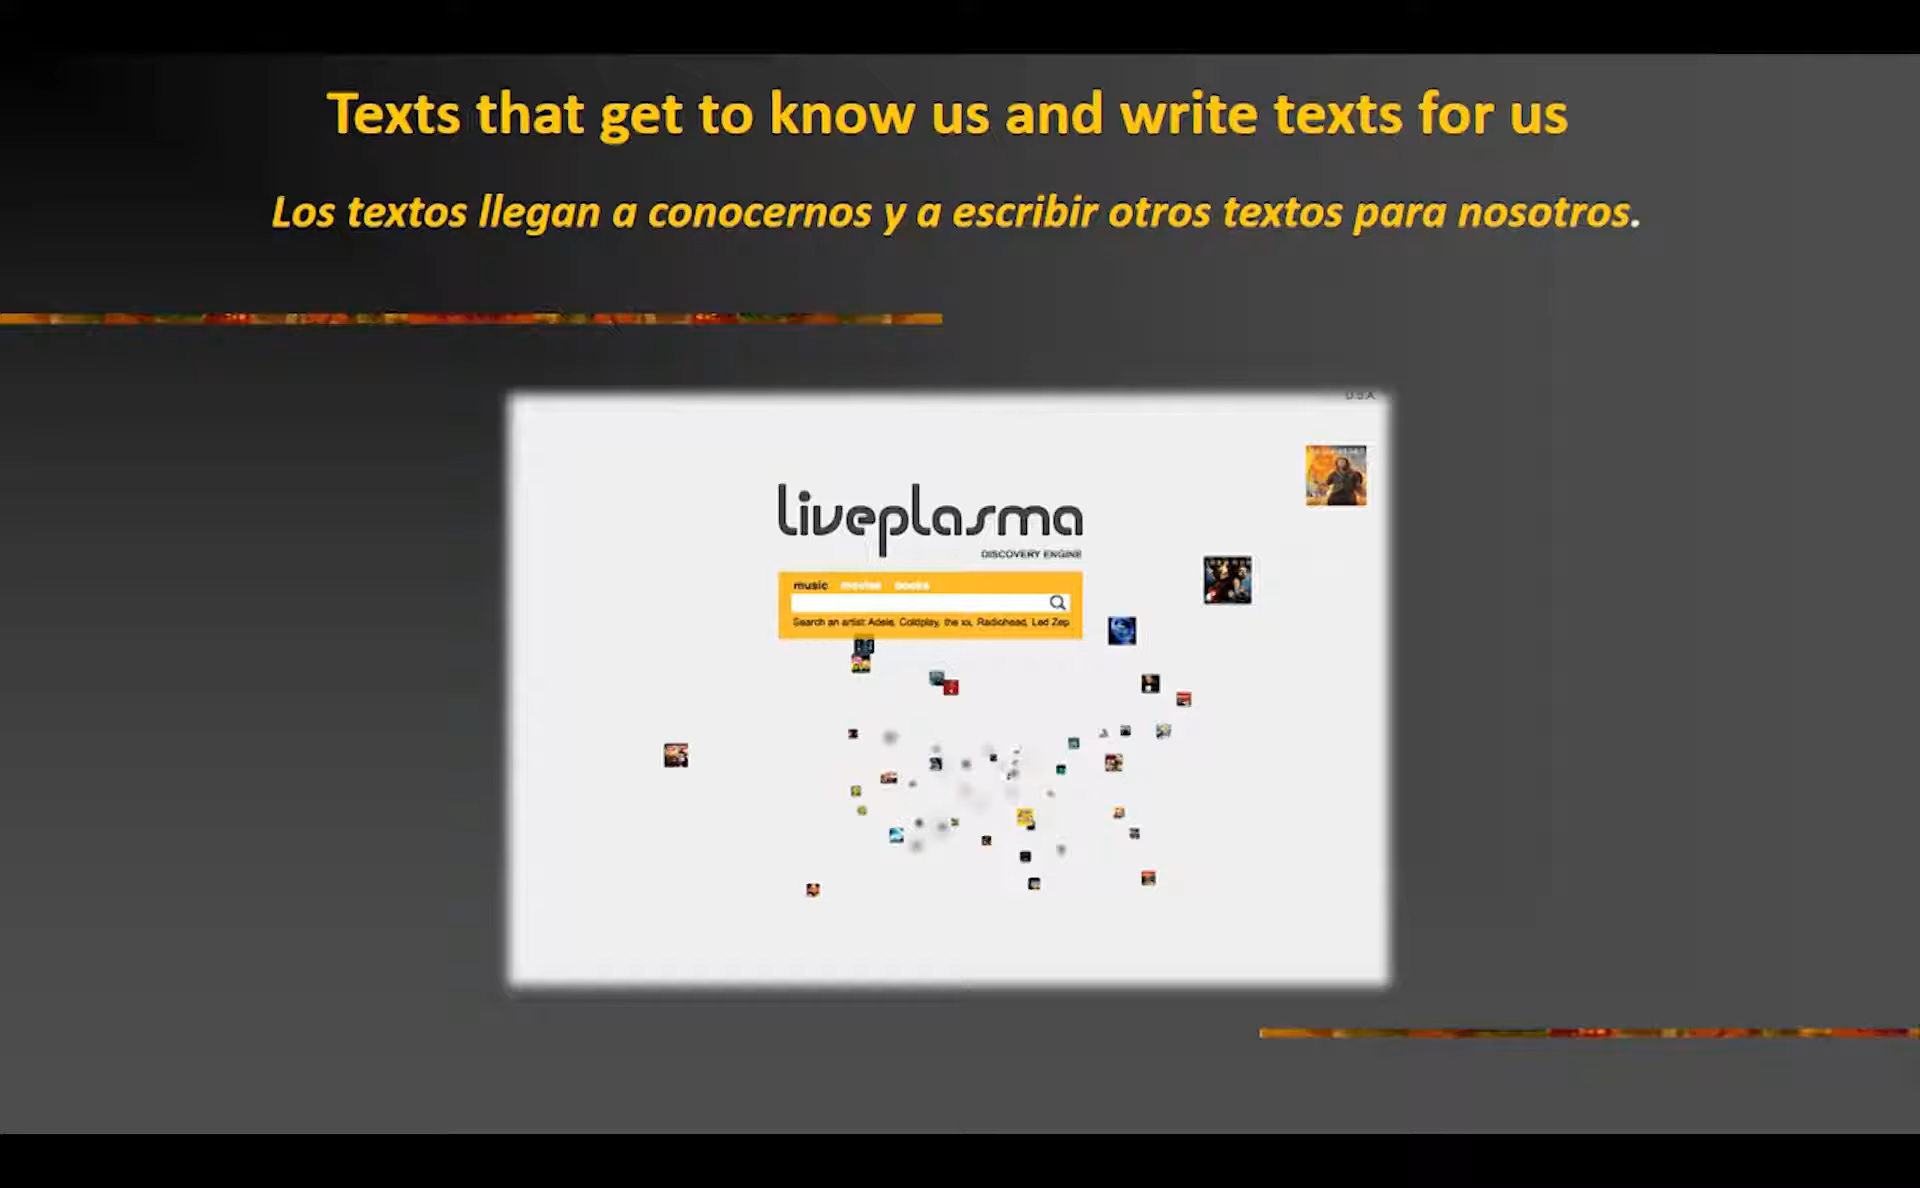 Texts that get to know us and write texts for us
Los textos llegan a conocernos y a escribir otros textos para nosotros.
U.S.A.
liveplasma
DISCOVERY ENGINE
music movies books
Search an artist: Adele, Coldplay, the xx, Radiohead, Led Zep